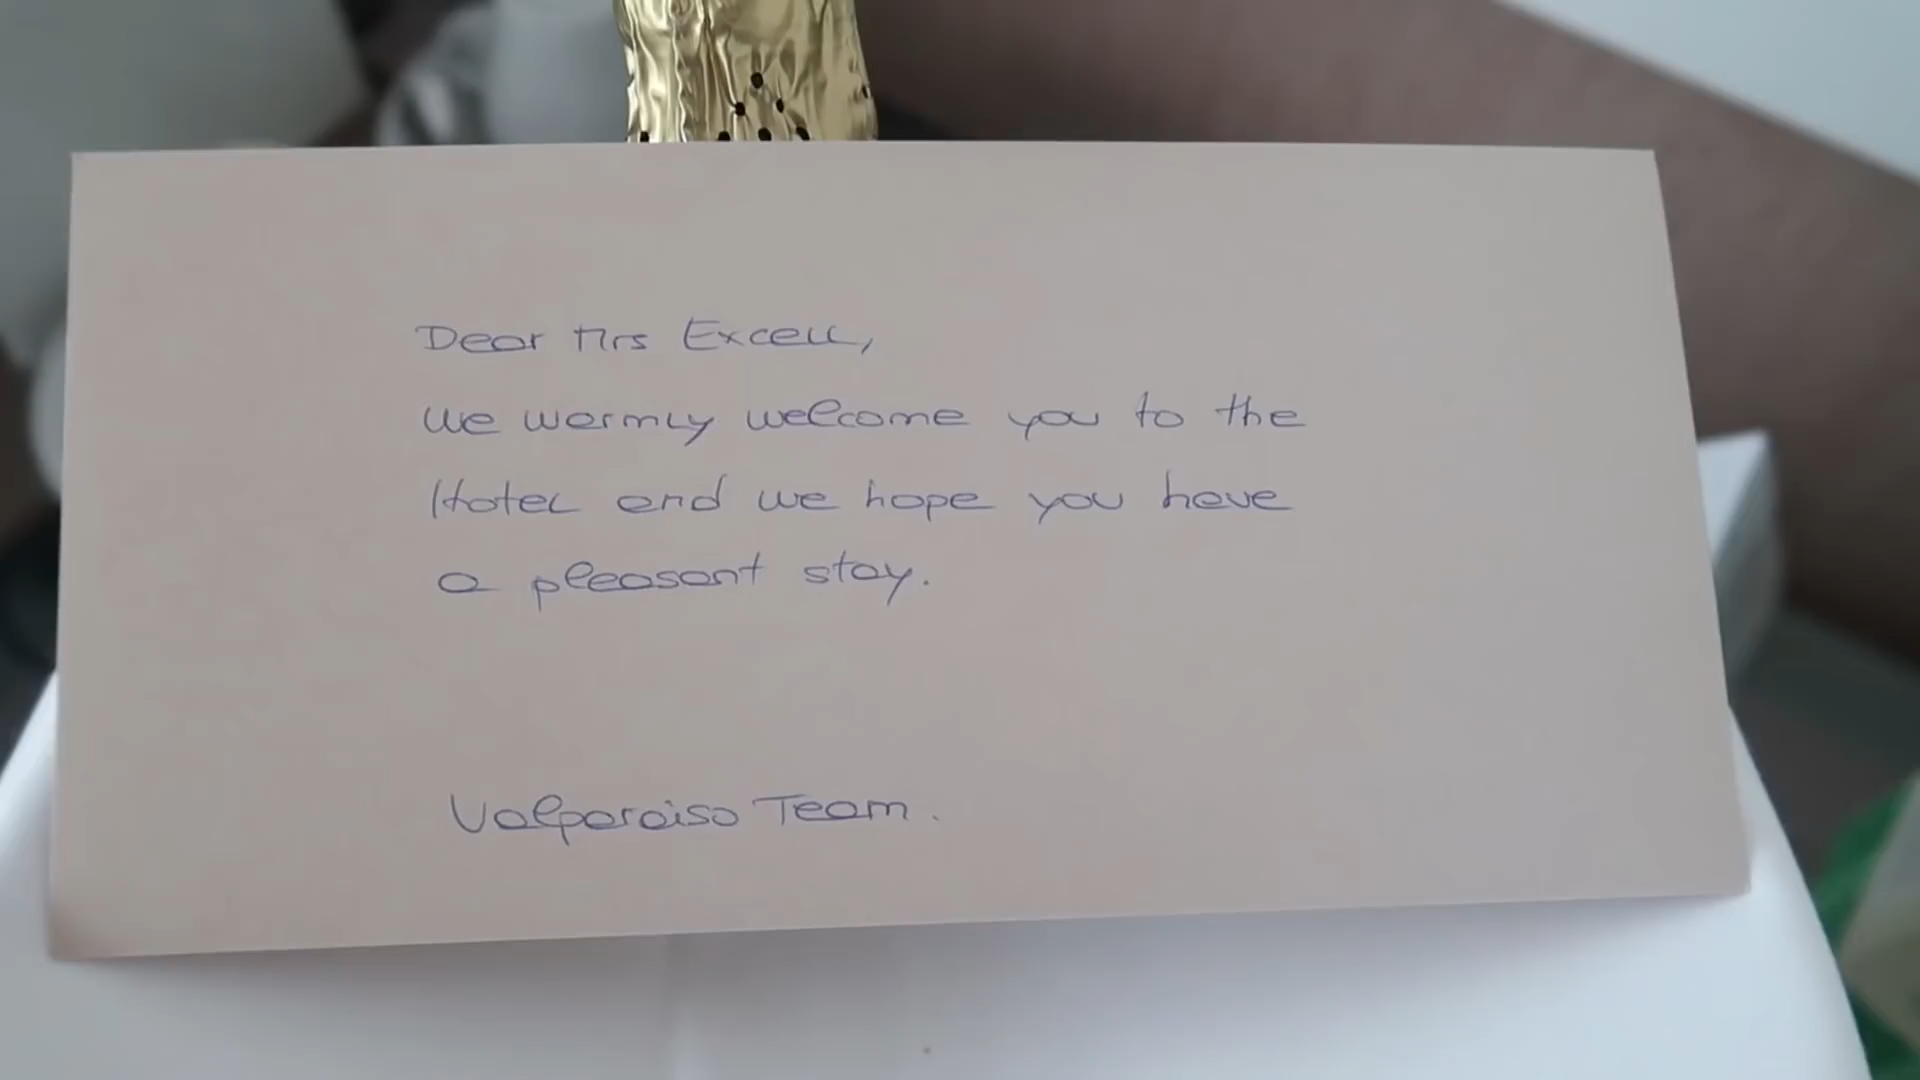 Dear Mrs Excell,
We warmly welcome you to the
Hotel and we hope you have
a pleasant stay.
Valparaiso Team.